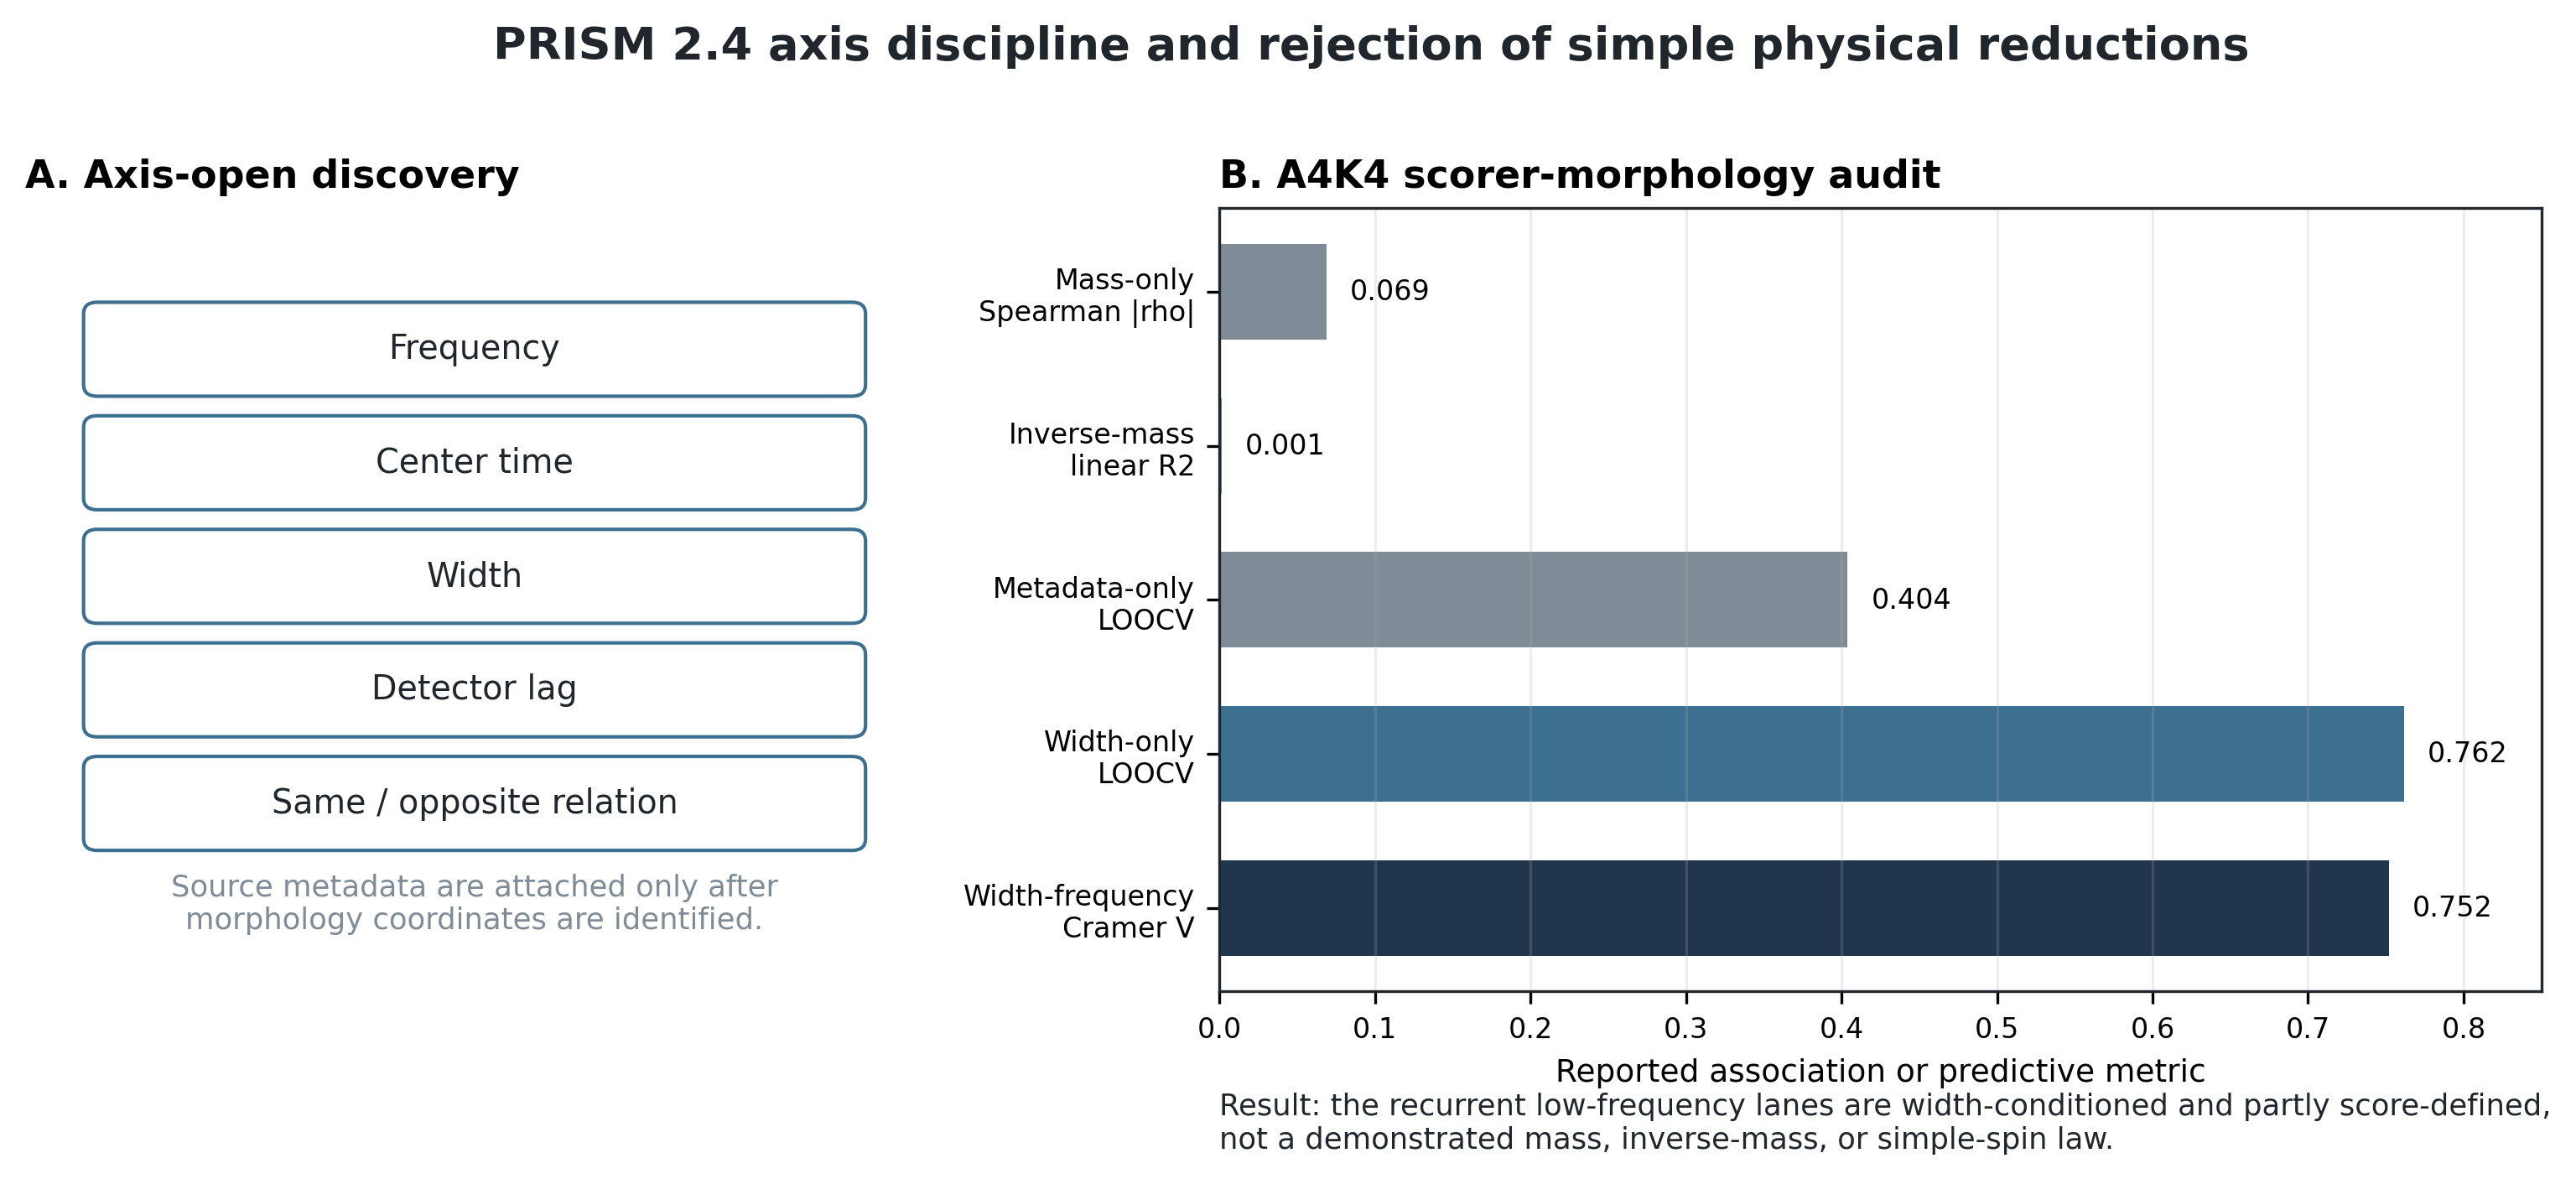 PRISM 2.4 axis discipline and rejection of simple physical reductions
A. Axis-open discovery
Frequency
Center time
Width
Detector lag
Same / opposite relation
Source metadata are attached only after
morphology coordinates are identified.
B. A4K4 scorer-morphology audit
Mass-only
Spearman |rho|
0.069
Inverse-mass
linear R2
0.001
Metadata-only
LOOCV
0.404
Width-only
LOOCV
0.762
Width-frequency
Cramer V
0.752
0.0 0.1 0.2 0.3 0.4 0.5 0.6 0.7 0.8
Reported association or predictive metric
Result: the recurrent low-frequency lanes are width-conditioned and partly score-defined,
not a demonstrated mass, inverse-mass, or simple-spin law.